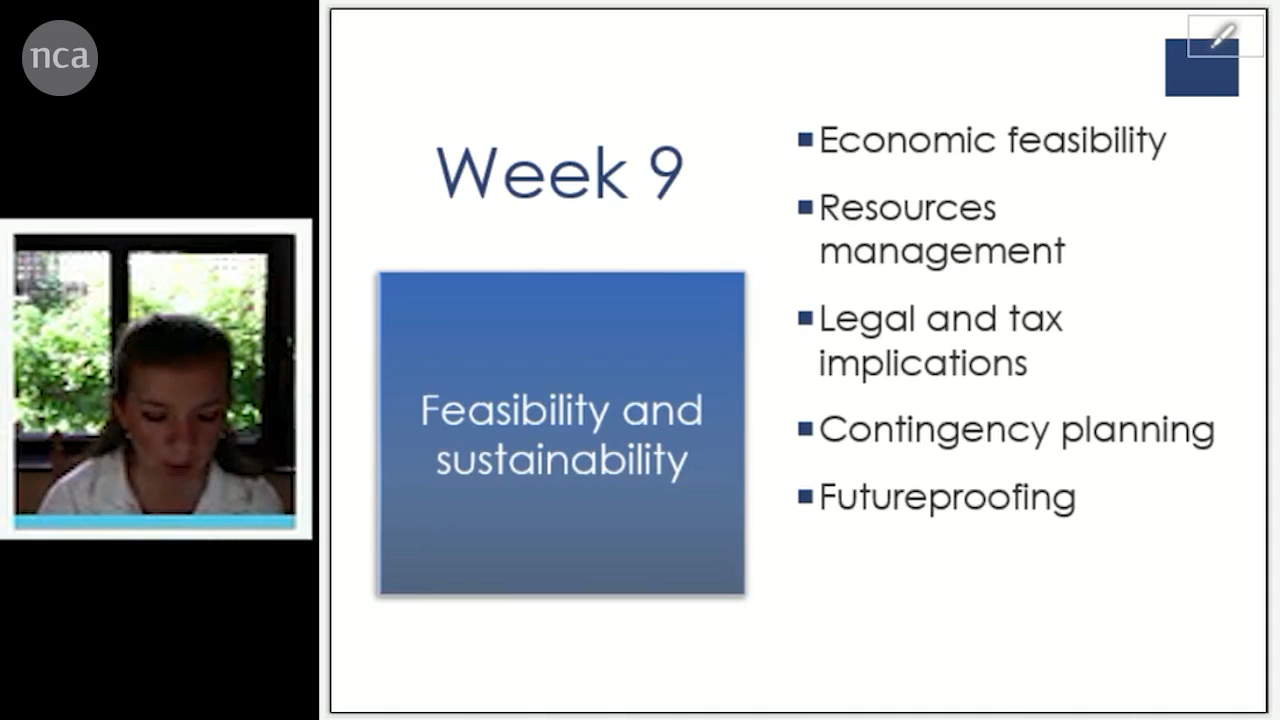 nca
Week 9
Feasibility and
sustainability
Economic feasibility
Resources
management
Legal and tax
implications
Contingency planning
Futureproofing